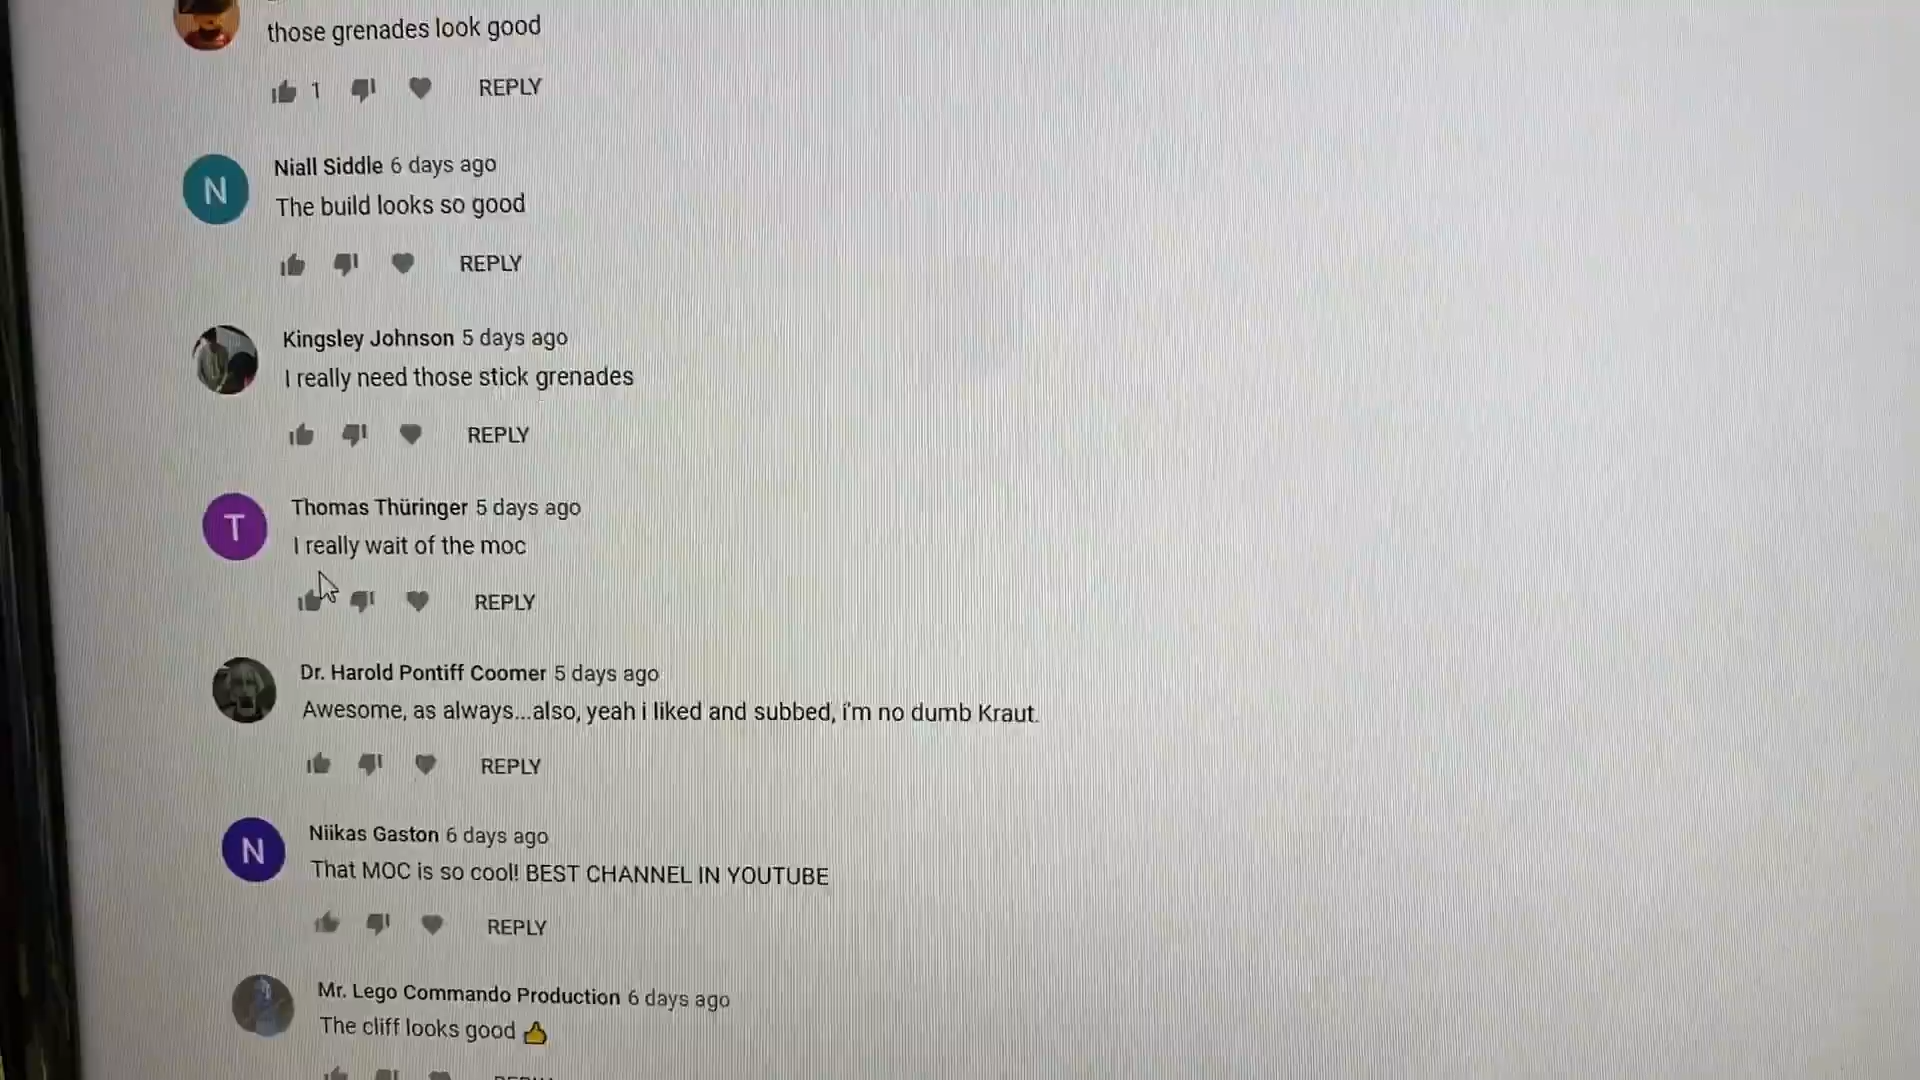 those grenades look good
1 REPLY
N
Niall Siddle 6 days ago
The build looks so good
REPLY
Kingsley Johnson 5 days ago
I really need those stick grenades
REPLY
T
Thomas Thüringer 5 days ago
I really wait of the moc
REPLY
Dr. Harold Pontiff Coomer 5 days ago
Awesome, as always...also, yeah i liked and subbed, i'm no dumb Kraut.
REPLY
N
Niikas Gaston 6 days ago
That MOC is so cool! BEST CHANNEL IN YOUTUBE
REPLY
Mr. Lego Commando Production 6 days ago
The cliff looks good 👍